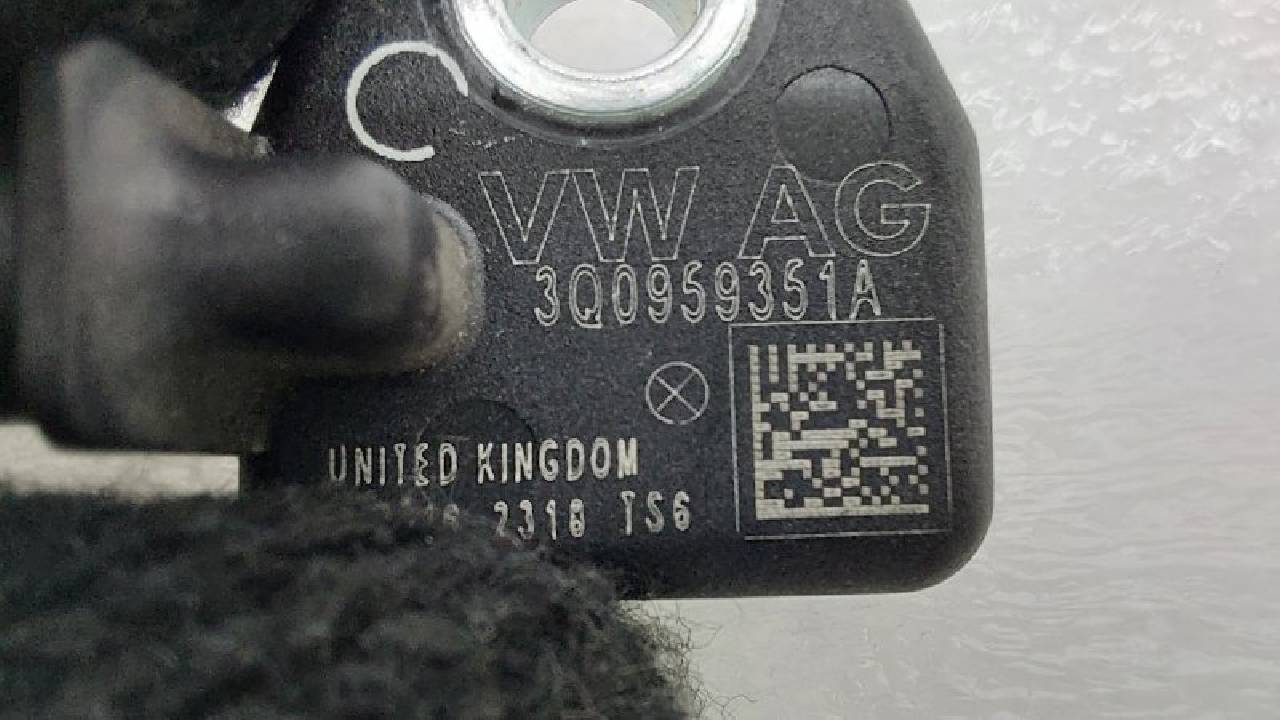 C
VW AG
3Q0959351A
UNITED KINGDOM
2318 TS6